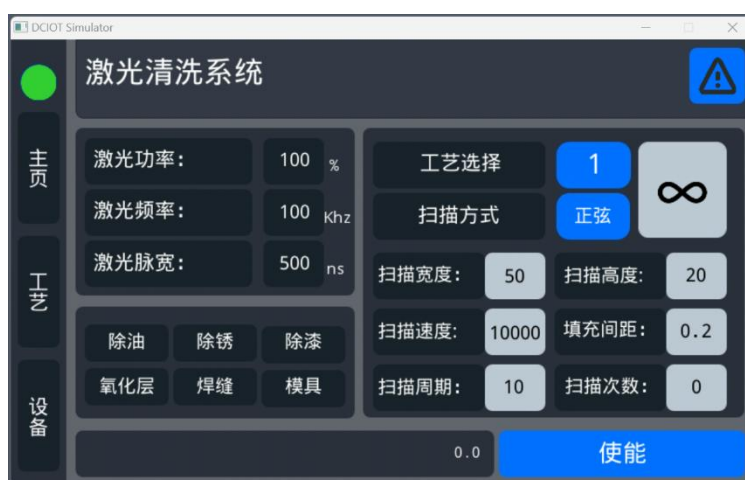 DCIOT Simulator
激光清洗系统
主页
工艺
设备
激光功率： 100 %
激光频率： 100 Khz
激光脉宽： 500 ns
除油 除锈 除漆
氧化层 焊缝 模具
工艺选择 1
扫描方式 正弦
∞
扫描宽度： 50 扫描高度: 20
扫描速度: 10000 填充间距： 0.2
扫描周期： 10 扫描次数： 0
0.0 使能